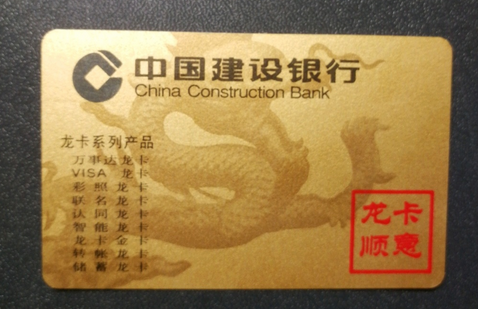 中国建设银行
China Construction Bank
龙卡系列产品
万事达龙卡
VISA 龙卡
彩照龙卡
联名龙卡
认同龙卡
智能龙卡
龙卡金卡
转帐龙卡
储蓄龙卡
龙卡
顺意